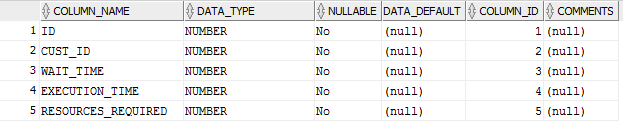 COLUMN_NAME DATA_TYPE NULLABLE DATA_DEFAULT COLUMN_ID COMMENTS
1 ID NUMBER No (null) 1 (null)
2 CUST_ID NUMBER No (null) 2 (null)
3 WAIT_TIME NUMBER No (null) 3 (null)
4 EXECUTION_TIME NUMBER No (null) 4 (null)
5 RESOURCES_REQUIRED NUMBER No (null) 5 (null)